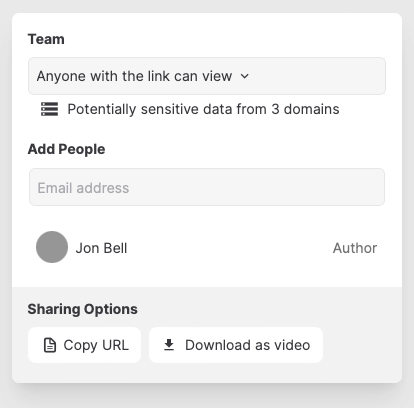 Team
Anyone with the link can view
Potentially sensitive data from 3 domains
Add People
Email address
Jon Bell Author
Sharing Options
Copy URL Download as video